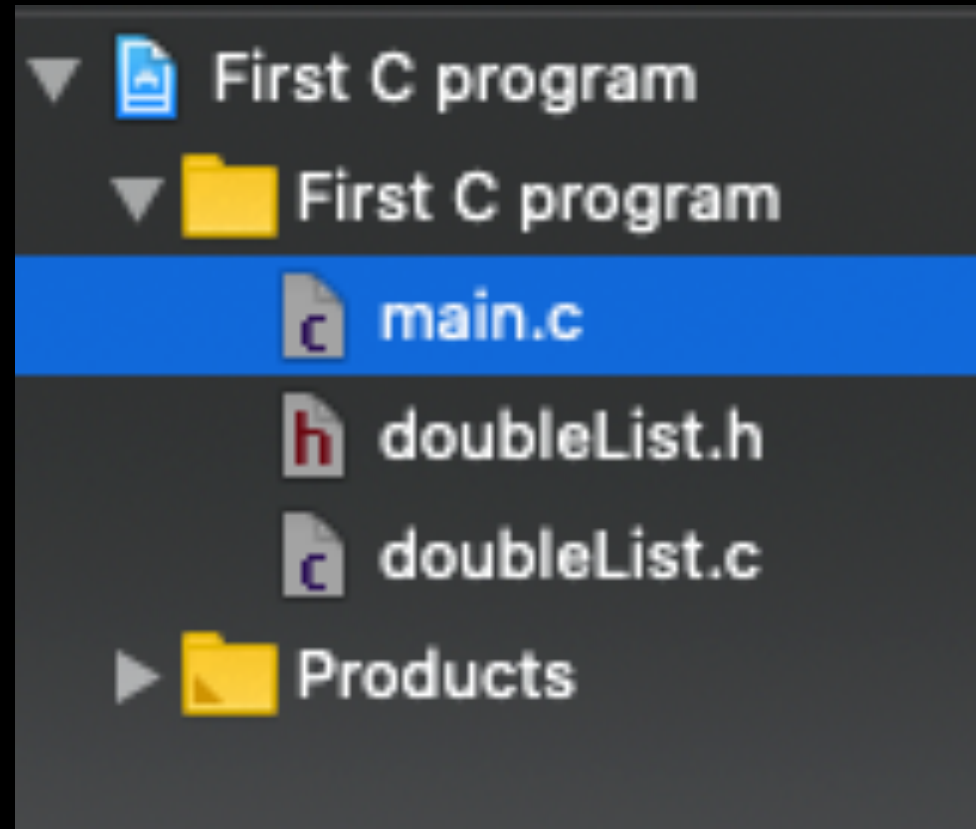 First C program
First C program
c main.c
h doubleList.h
c doubleList.c
Products